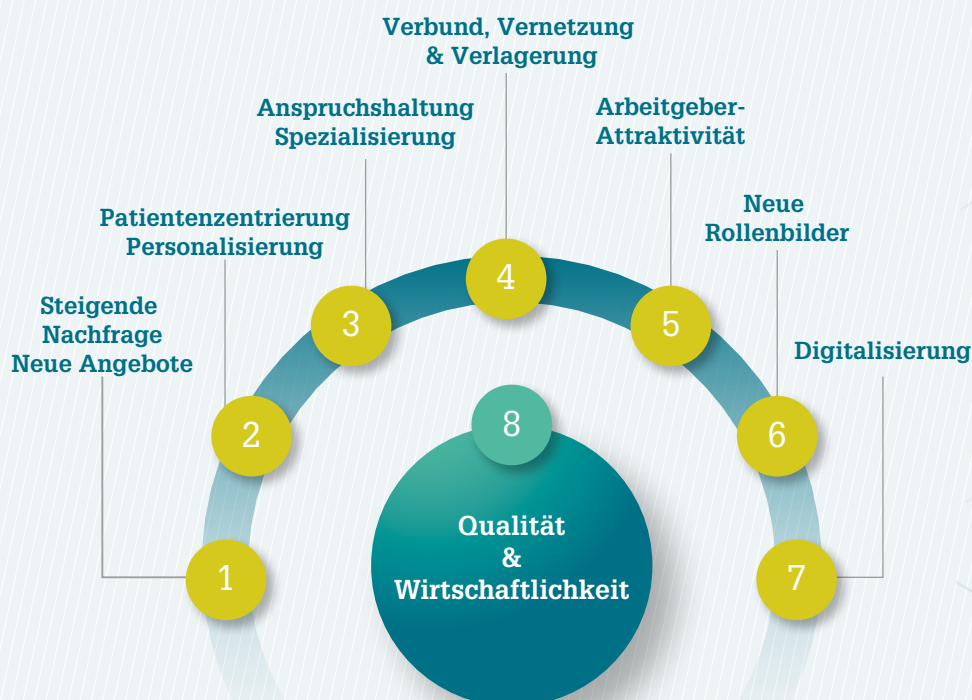 Verbund, Vernetzung
& Verlagerung
Anspruchshaltung
Spezialisierung
Arbeitgeber-
Attraktivität
Patientenzentrierung
Personalisierung
Neue
Rollenbilder
Steigende
Nachfrage
Neue Angebote
Digitalisierung
1
2
3
4
5
6
7
8
Qualität
&
Wirtschaftlichkeit